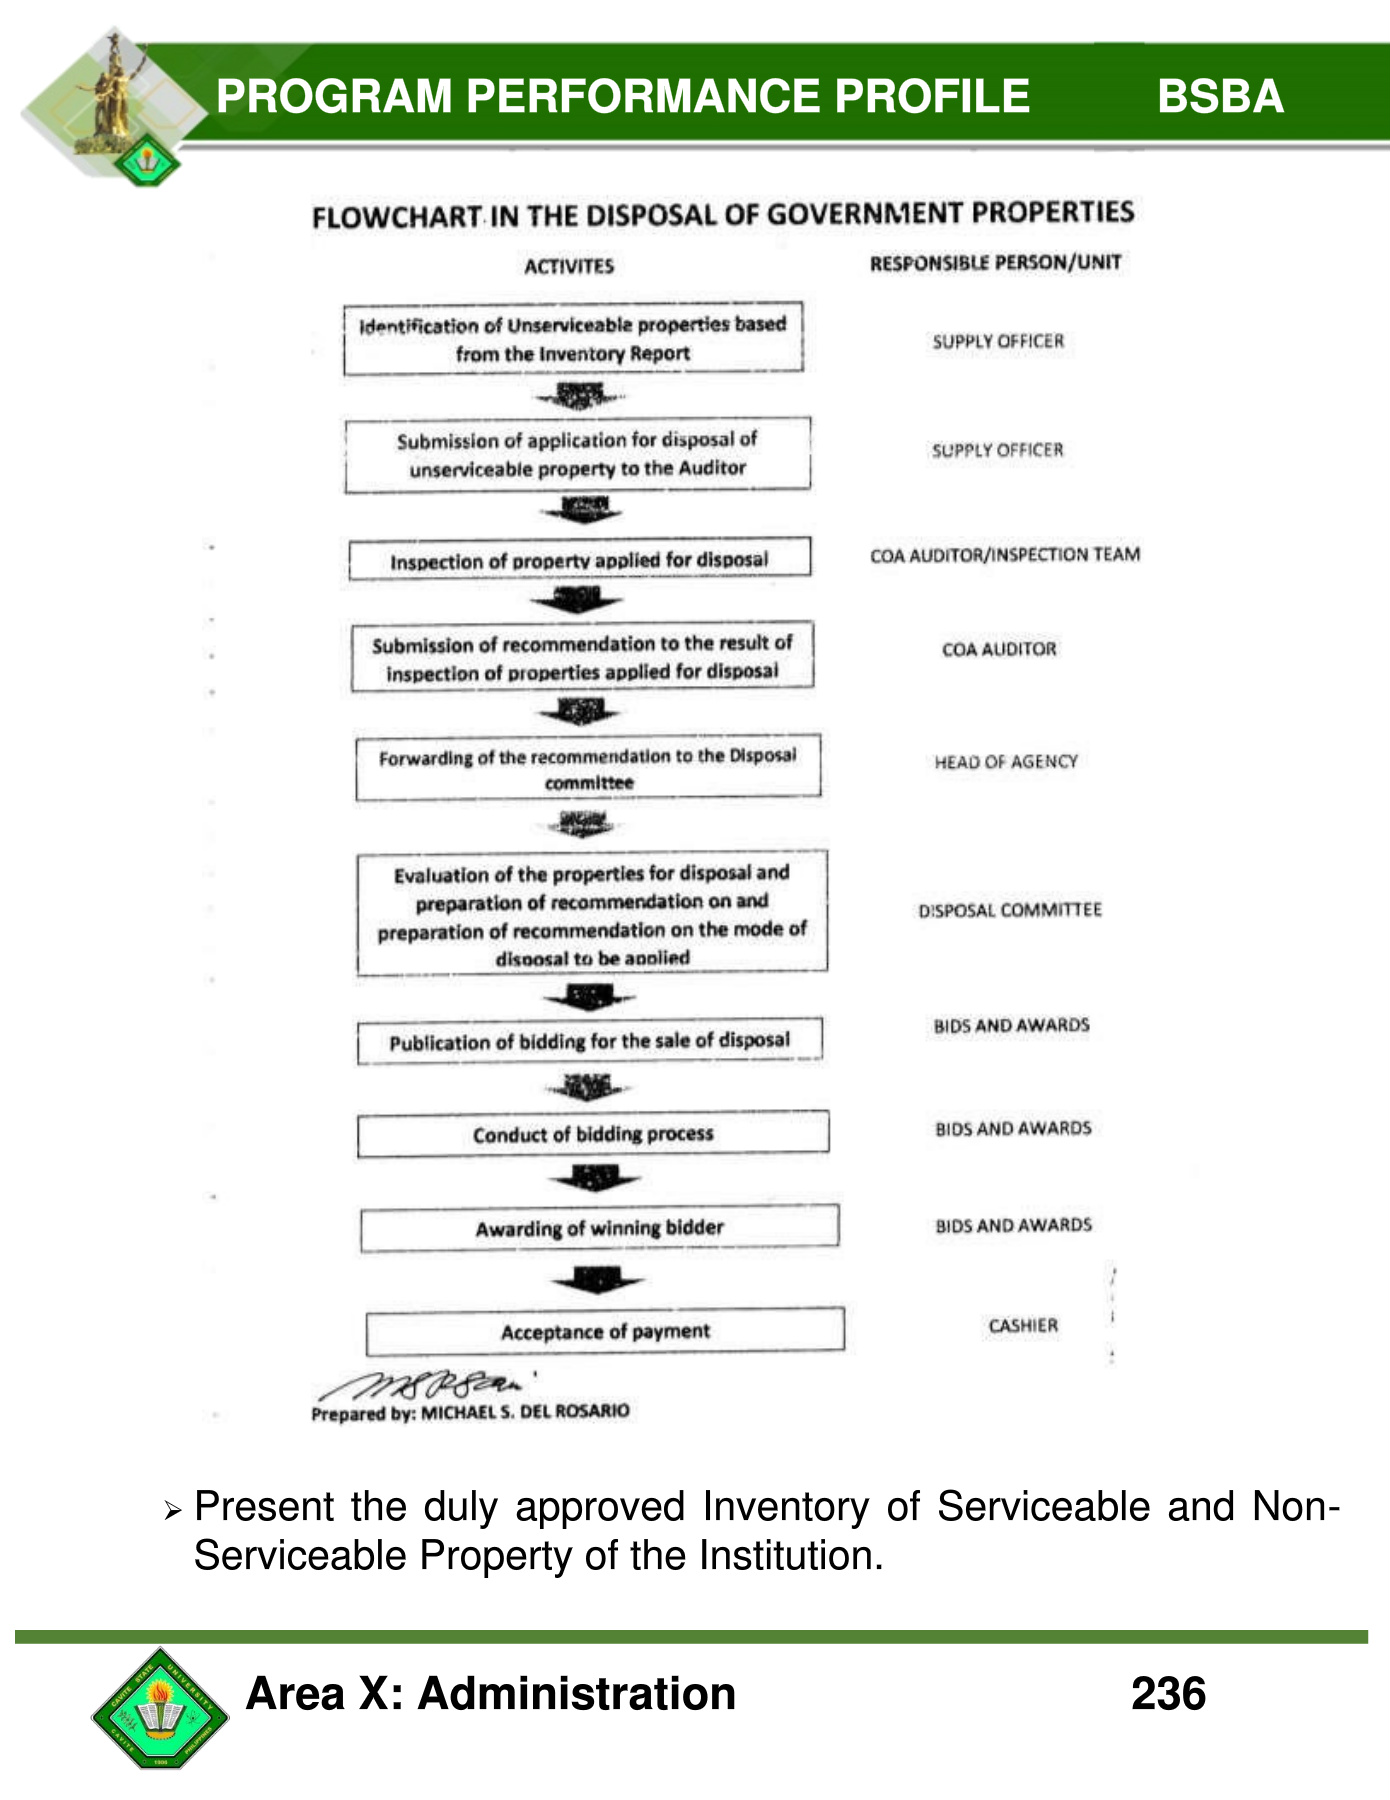 PROGRAM PERFORMANCE PROFILE BSBA
FLOWCHART IN THE DISPOSAL OF GOVERNMENT PROPERTIES
ACTIVITES RESPONSIBLE PERSON/UNIT
Identification of Unserviceable properties based
from the Inventory Report
SUPPLY OFFICER
Submission of application for disposal of
unserviceable property to the Auditor
SUPPLY OFFICER
Inspection of property applied for disposal
COA AUDITOR/INSPECTION TEAM
Submission of recommendation to the result of
inspection of properties applied for disposal
COA AUDITOR
Forwarding of the recommendation to the Disposal
committee
HEAD OF AGENCY
Evaluation of the properties for disposal and
preparation of recommendation on and
preparation of recommendation on the mode of
disposal to be applied
DISPOSAL COMMITTEE
Publication of bidding for the sale of disposal
BIDS AND AWARDS
Conduct of bidding process
BIDS AND AWARDS
Awarding of winning bidder
BIDS AND AWARDS
Acceptance of payment
CASHIER
Prepared by: MICHAEL S. DEL ROSARIO
➢ Present the duly approved Inventory of Serviceable and Non-
Serviceable Property of the Institution.
CAVITE STATE UNIVERSITY
CAVITE PHILIPPINES
1906
Area X: Administration 236